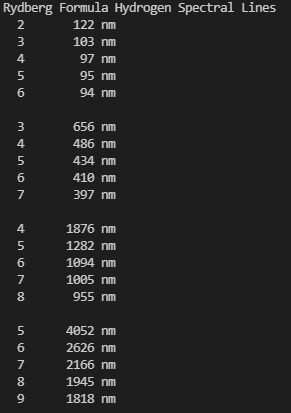 Rydberg Formula Hydrogen Spectral Lines
2 122 nm
3 103 nm
4 97 nm
5 95 nm
6 94 nm
3 656 nm
4 486 nm
5 434 nm
6 410 nm
7 397 nm
4 1876 nm
5 1282 nm
6 1094 nm
7 1005 nm
8 955 nm
5 4052 nm
6 2626 nm
7 2166 nm
8 1945 nm
9 1818 nm